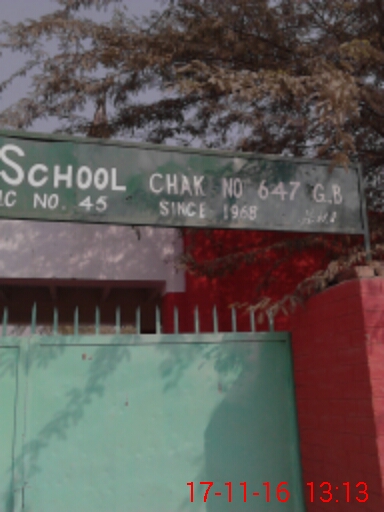 SCHOOL CHAK NO 647 G.B
C NO. 45 SINCE 1968
17-11-16 13:13